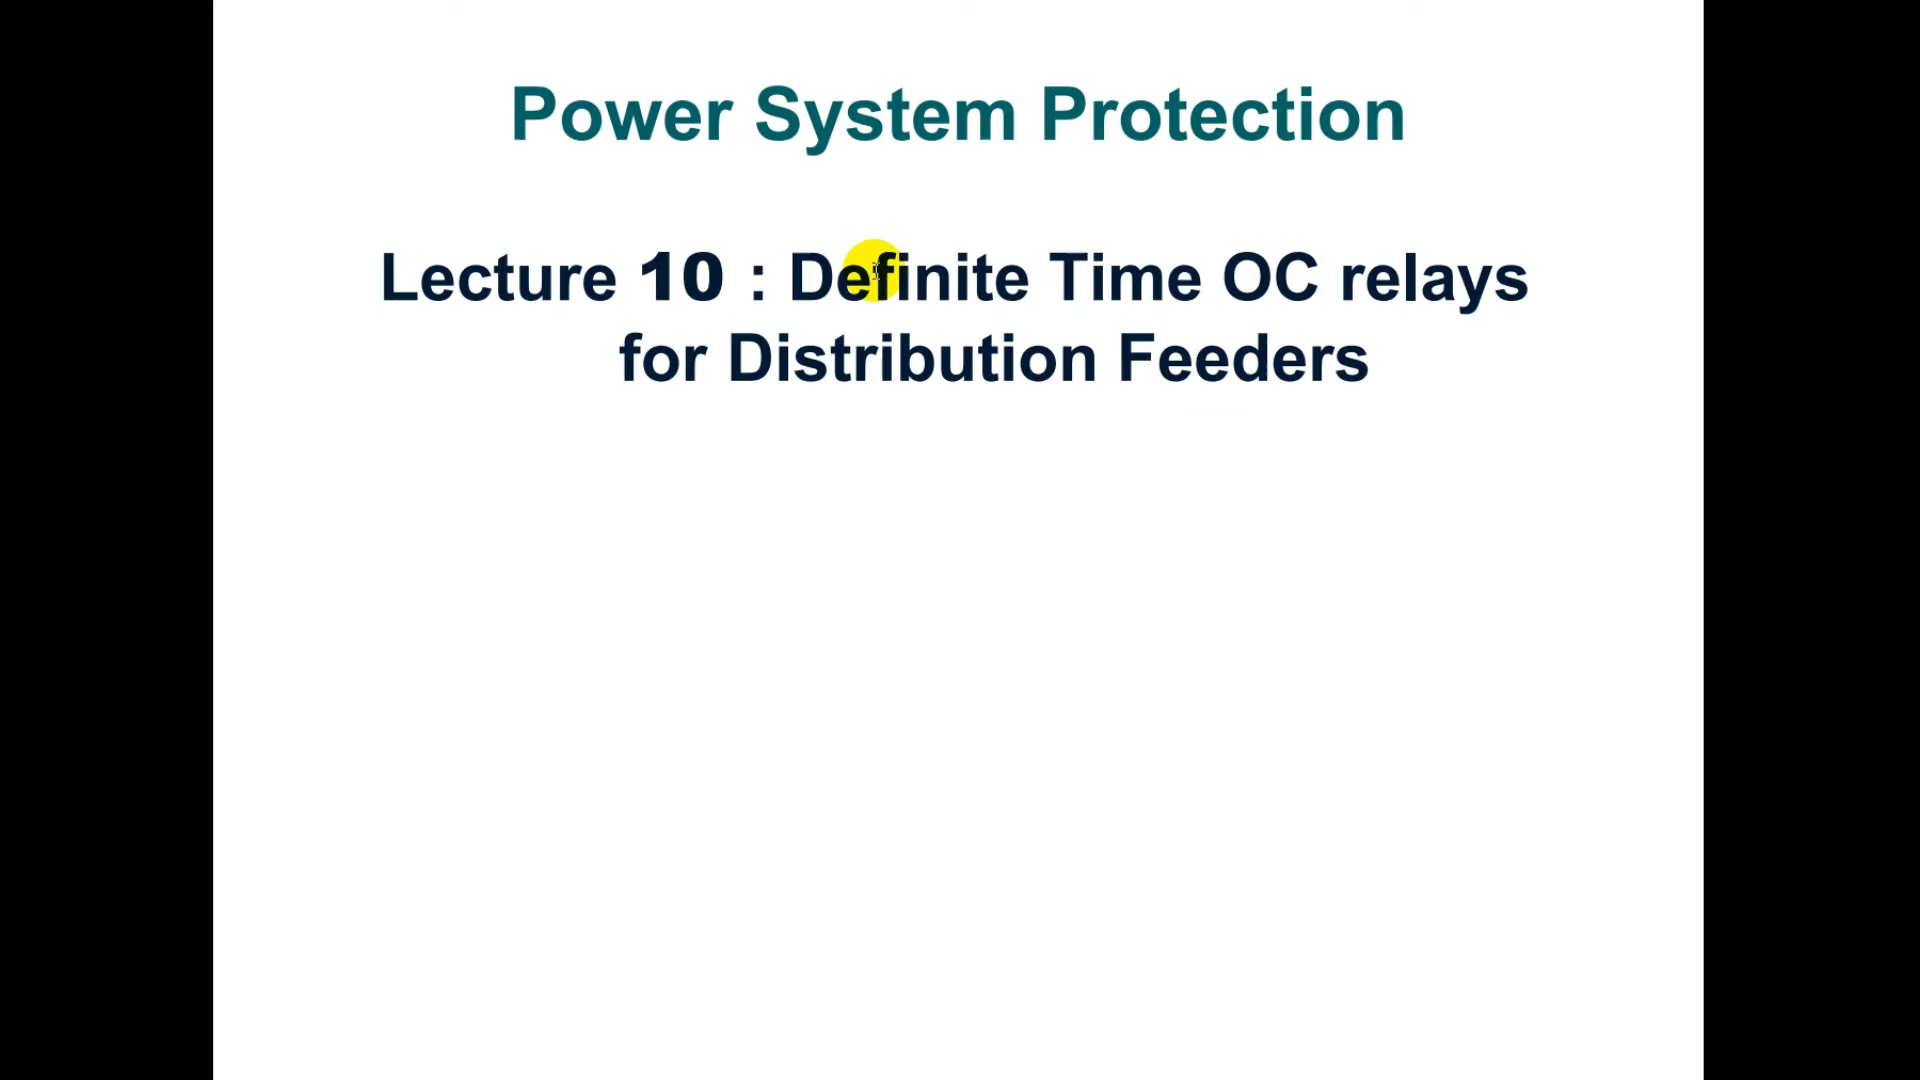 Power System Protection
Lecture 10 : Definite Time OC relays
for Distribution Feeders